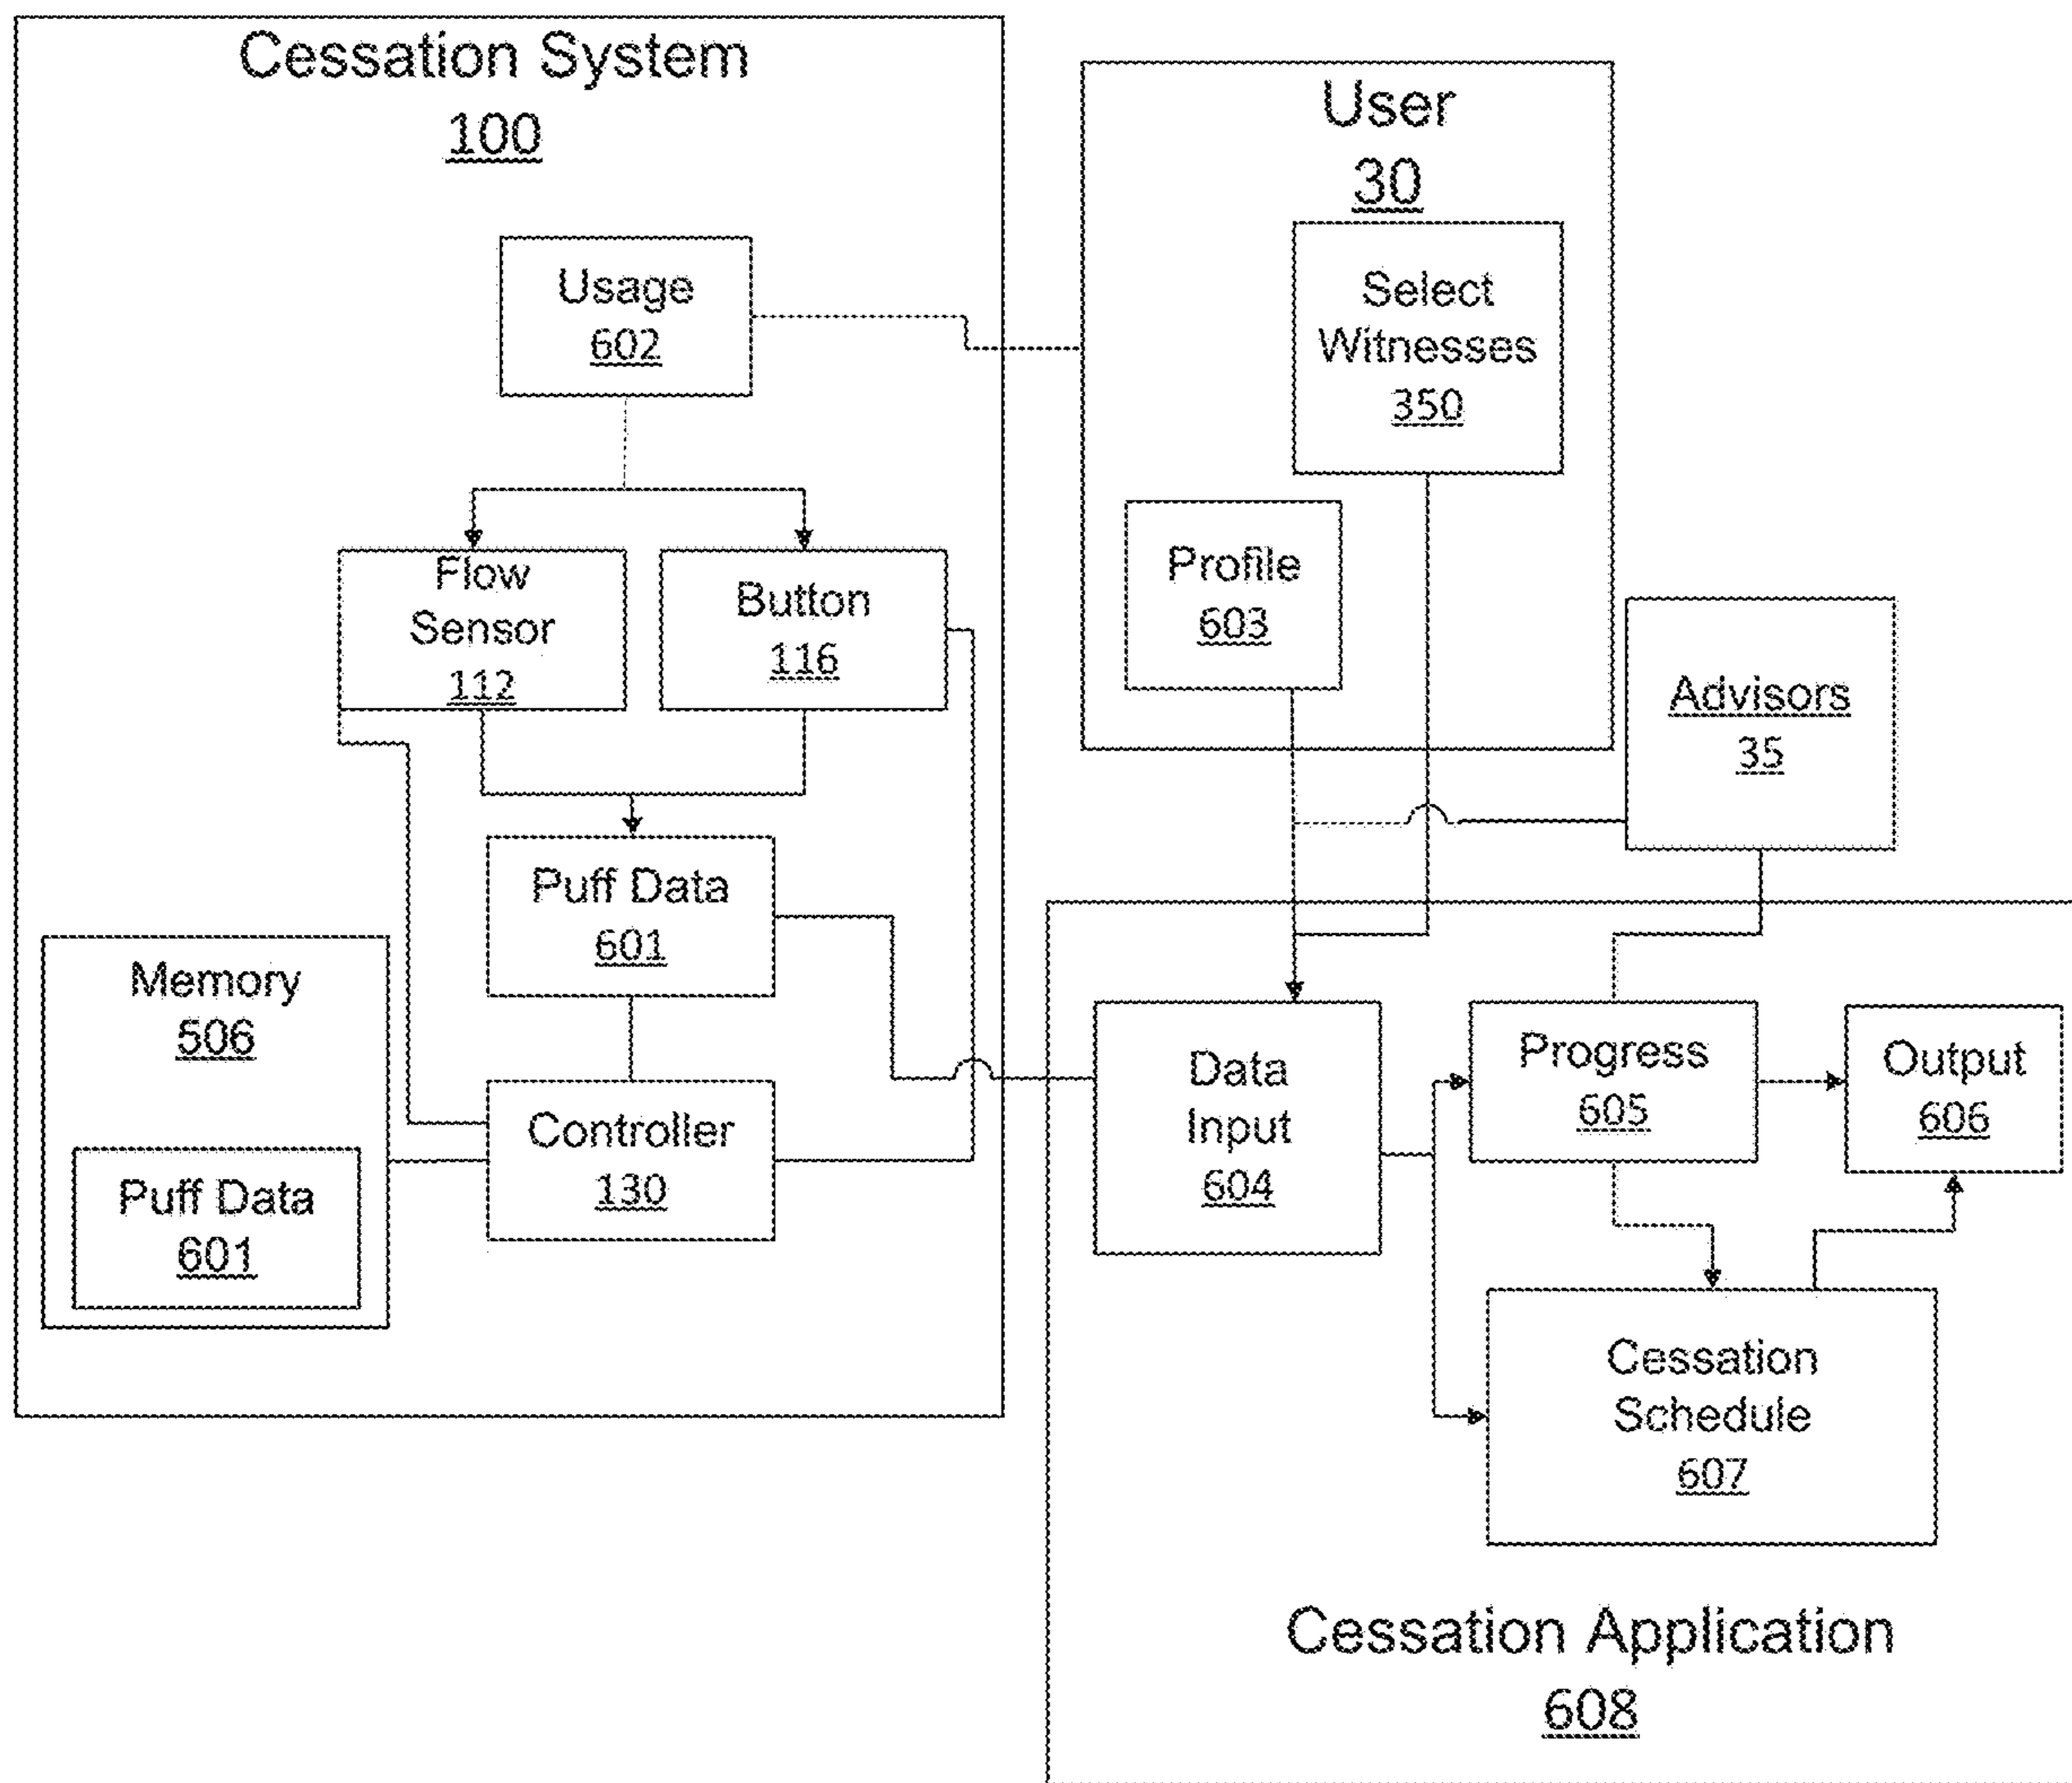 Cessation System
100
Usage
602
Flow
Sensor
112
Button
116
Puff Data
601
Memory
506
Puff Data
601
Controller
130
User
30
Select
Witnesses
350
Profile
603
Advisors
35
Data
Input
604
Progress
605
Output
606
Cessation
Schedule
607
Cessation Application
608